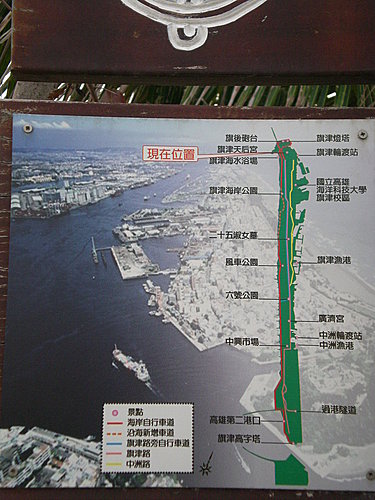 旗後砲台
旗津燈塔
現在位置
旗津天后宮
旗津輪渡站
旗津海水浴場
國立高雄
海洋科技大學
旗津校區
旗津海岸公園
十五淑女墓
風車公園
旗津漁港
六號公園
廣濟宮
中興市場
中洲輪渡站
中洲漁港
過港隧道
高雄第二港口
旗津高字塔
景點
海岸自行車道
沿海新增車道
旗津路旁自行車道
旗津路
中洲路